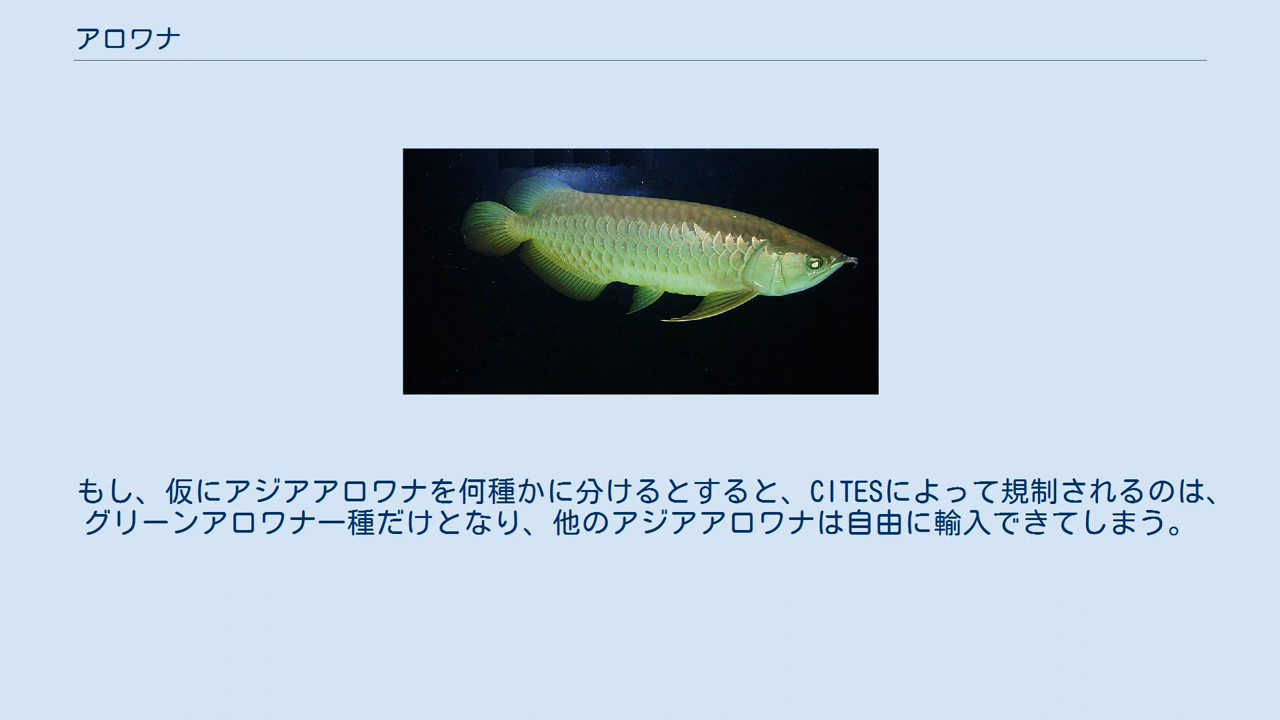 アロワナ
もし、仮にアジアアロワナを何種かに分けるとすると、CITESによって規制されるのは、
グリーンアロワナ一種だけとなり、他のアジアアロワナは自由に輸入できてしまう。